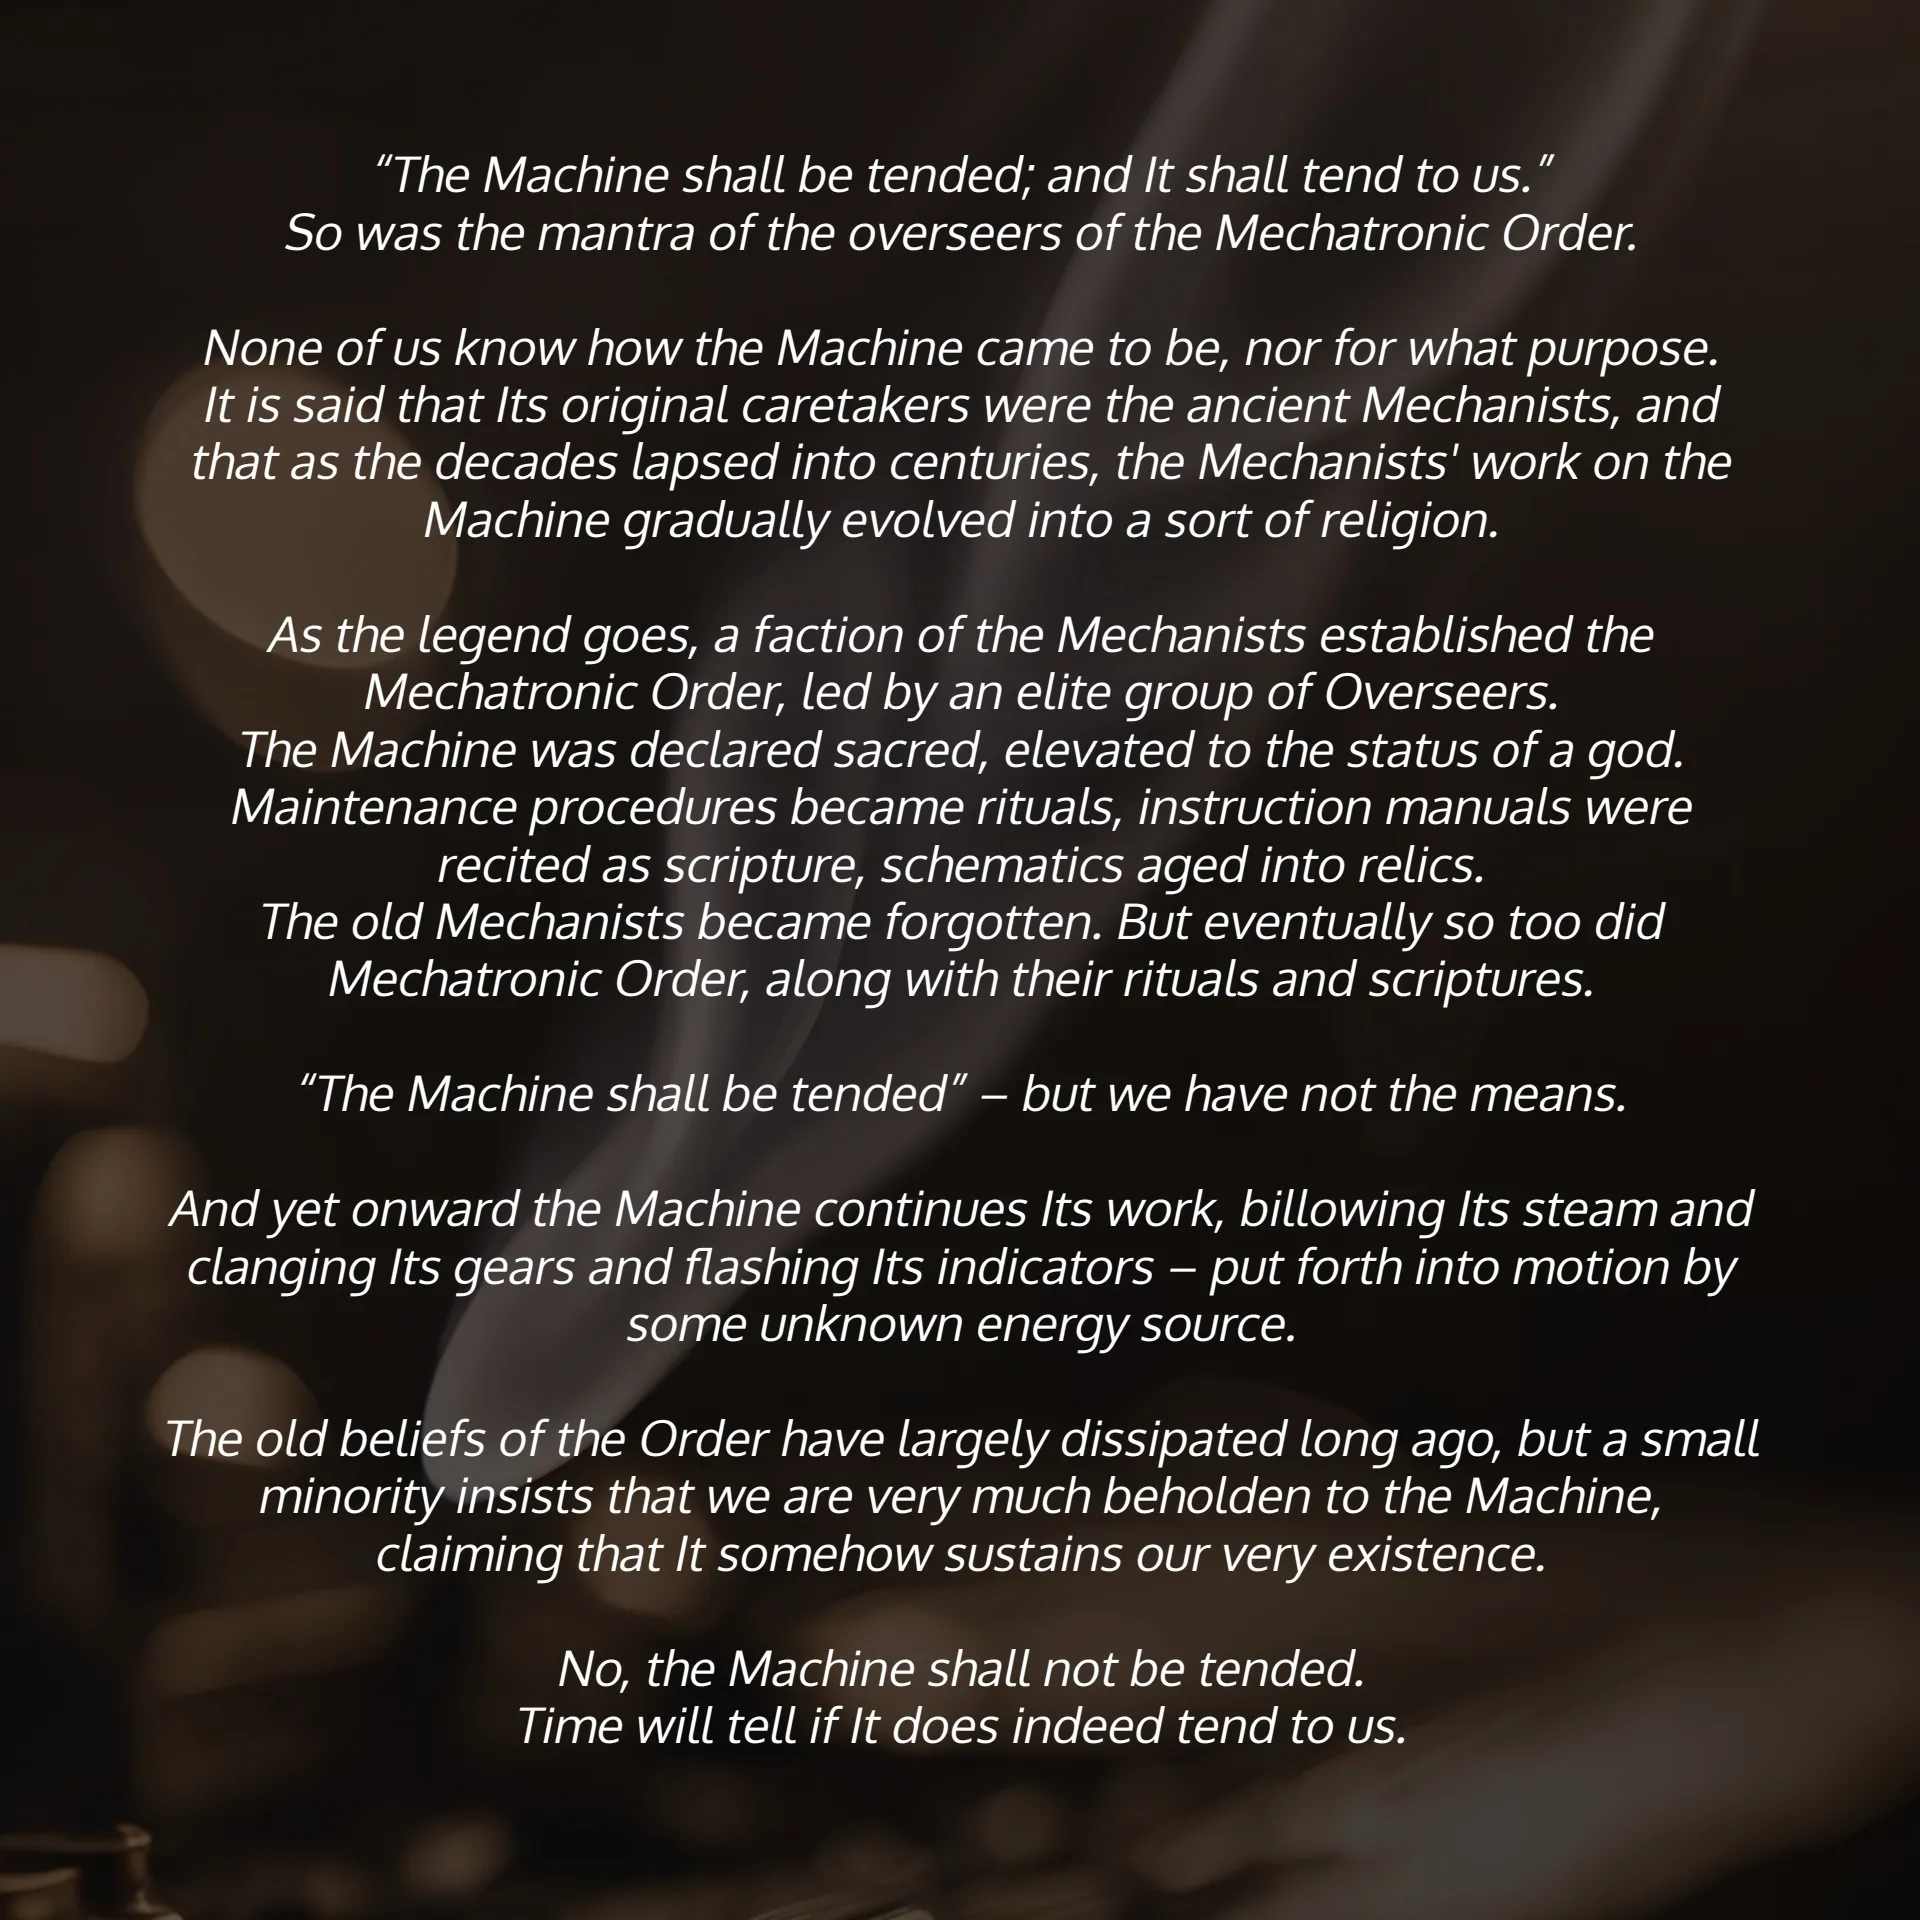 “The Machine shall be tended; and It shall tend to us.”
So was the mantra of the overseers of the Mechatronic Order.
None of us know how the Machine came to be, nor for what purpose.
It is said that Its original caretakers were the ancient Mechanists, and
that as the decades lapsed into centuries, the Mechanists' work on the
Machine gradually evolved into a sort of religion.
As the legend goes, a faction of the Mechanists established the
Mechatronic Order, led by an elite group of Overseers.
The Machine was declared sacred, elevated to the status of a god.
Maintenance procedures became rituals, instruction manuals were
recited as scripture, schematics aged into relics.
The old Mechanists became forgotten. But eventually so too did
Mechatronic Order, along with their rituals and scriptures.
“The Machine shall be tended” – but we have not the means.
And yet onward the Machine continues Its work, billowing Its steam and
clanging Its gears and flashing Its indicators – put forth into motion by
some unknown energy source.
The old beliefs of the Order have largely dissipated long ago, but a small
minority insists that we are very much beholden to the Machine,
claiming that It somehow sustains our very existence.
No, the Machine shall not be tended.
Time will tell if It does indeed tend to us.